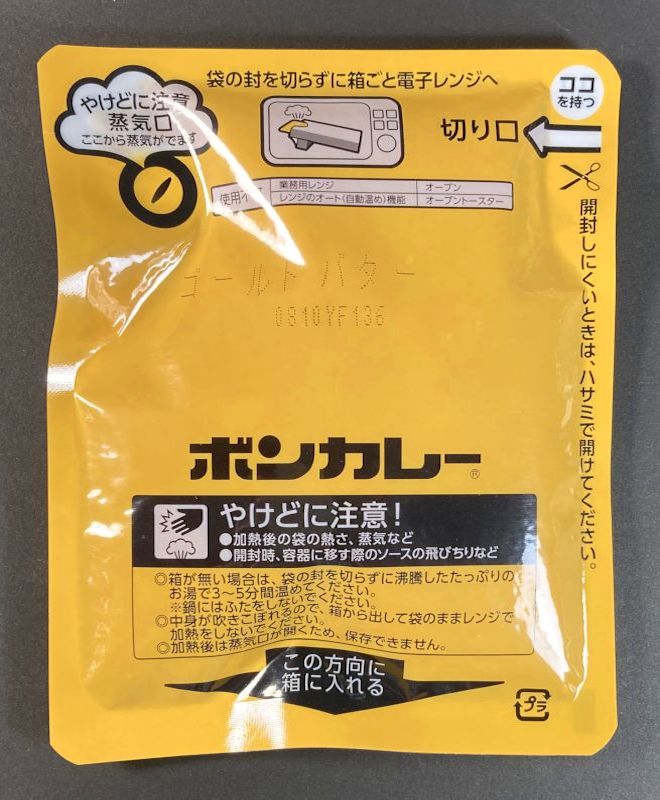 袋の封を切らずに箱ごと電子レンジへ
やけどに注意
蒸気口
ここから蒸気がでます
ココ
を持つ
切り口
使用不可
業務用レンジ
オーブン
レンジのオート(自動温め)機能
オーブントースター
開封しにくいときは、ハサミで開けてください。
ゴールド バター
0810YF136
ボンカレー®
やけどに注意!
●加熱後の袋の熱さ、蒸気など
●開封時、容器に移す際のソースの飛びちりなど
◎箱が無い場合は、袋の封を切らずに沸騰したたっぷりの
お湯で3~5分間温めてください。
※鍋にはふたをしないでください。
◎中身が吹きこぼれるので、箱から出して袋のままレンジで
加熱をしないでください。
◎加熱後は蒸気口が開くため、保存できません。
この方向に
箱に入れる
プラ